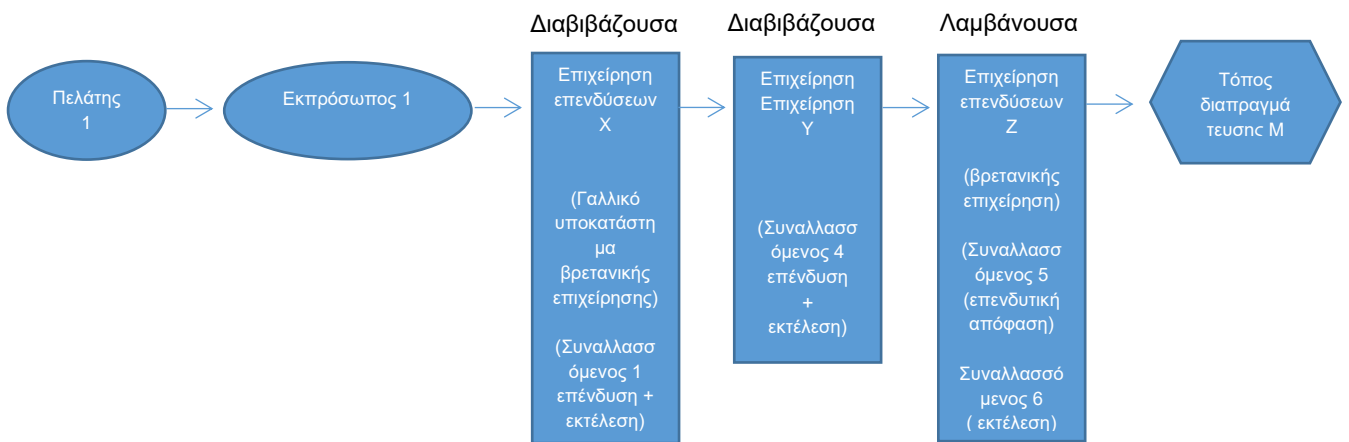 Διαβιβάζουσα
Διαβιβάζουσα
Λαμβάνουσα
Πελάτης
1
Εκπρόσωπος 1
Επιχείρηση
επενδύσεων
X
(Γαλλικό
υποκατάστη
μα
βρετανικής
επιχείρησης)
(Συναλλασσ
όμενος 1
επένδυση +
εκτέλεση)
Επιχείρηση
Επιχείρηση
Y
(Συναλλασσ
όμενος 4
επένδυση
+
εκτέλεση)
Επιχείρηση
επενδύσεων
Z
(βρετανικής
επιχείρηση)
(Συναλλασσ
όμενος 5
(επενδυτική
απόφαση)
Συναλλασσό
μενος 6
( εκτέλεση)
Τόπος
διαπραγμά
τευσης M